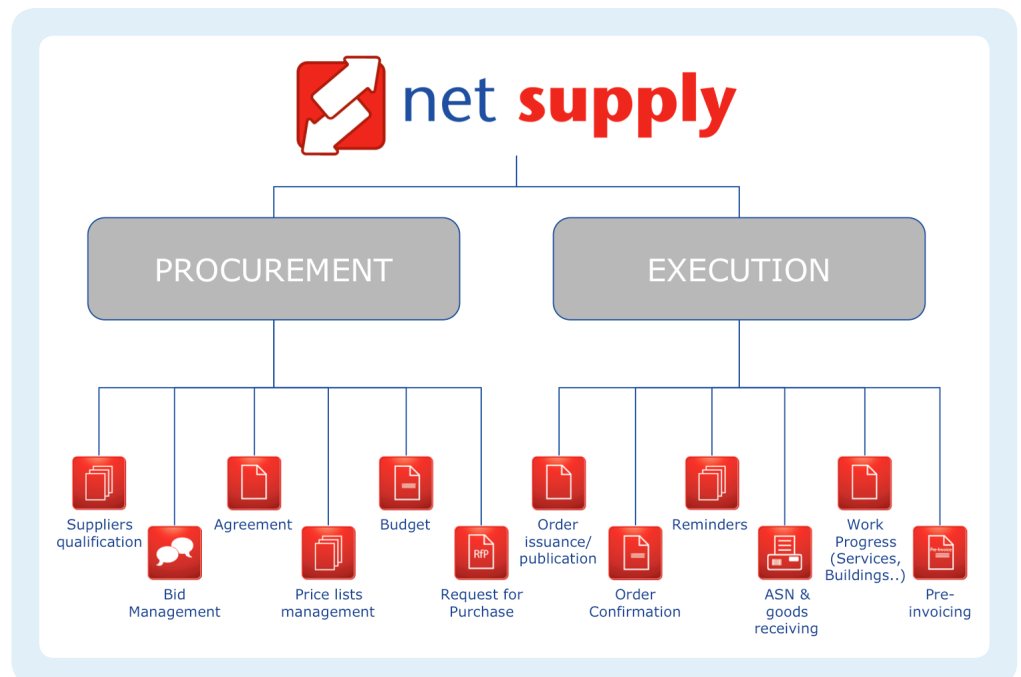 net supply
PROCUREMENT
EXECUTION
Suppliers
qualification
Bid
Management
Agreement
Price lists
management
Budget
RfP
Request for
Purchase
Order
issuance/
publication
Order
Confirmation
Reminders
ASN &
goods
receiving
Work
Progress
(Services,
Buildings..)
Pre-Invoice
Pre-
invoicing